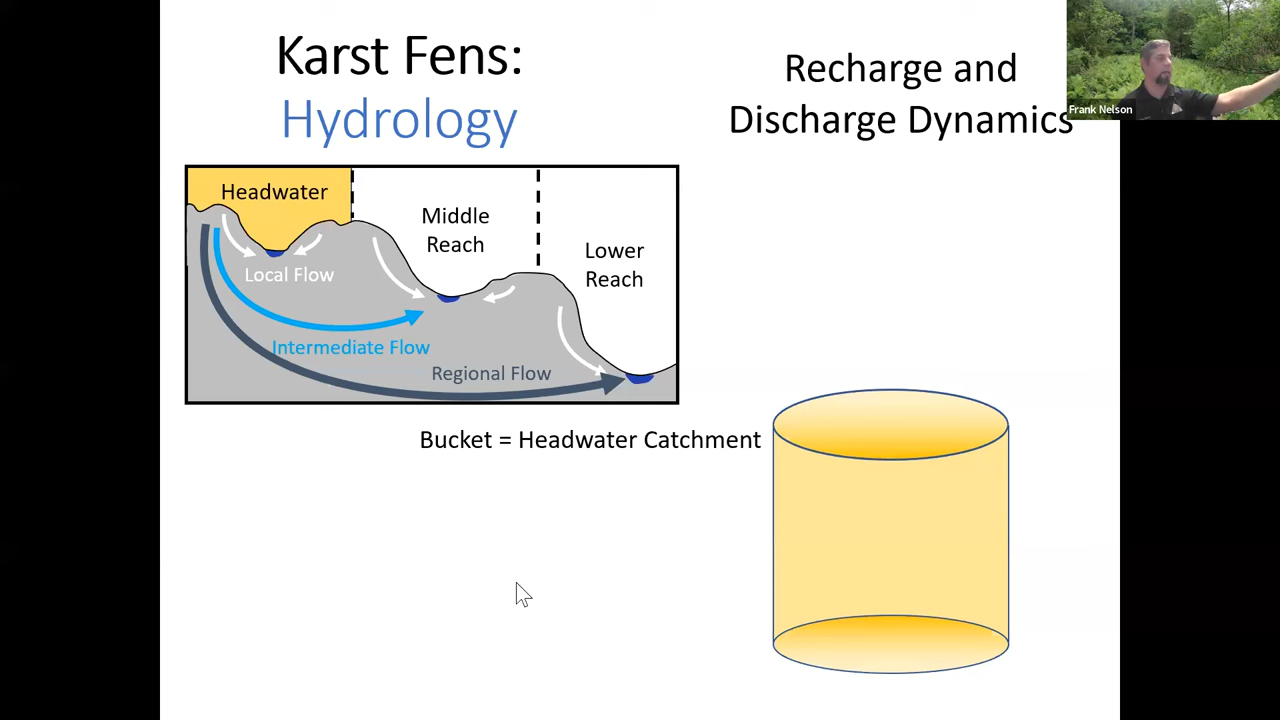 Karst Fens:
Hydrology
Recharge and
Discharge Dynamics
Frank Nelson
Headwater
Middle
Reach
Lower
Reach
Local Flow
Intermediate Flow
Regional Flow
Bucket = Headwater Catchment